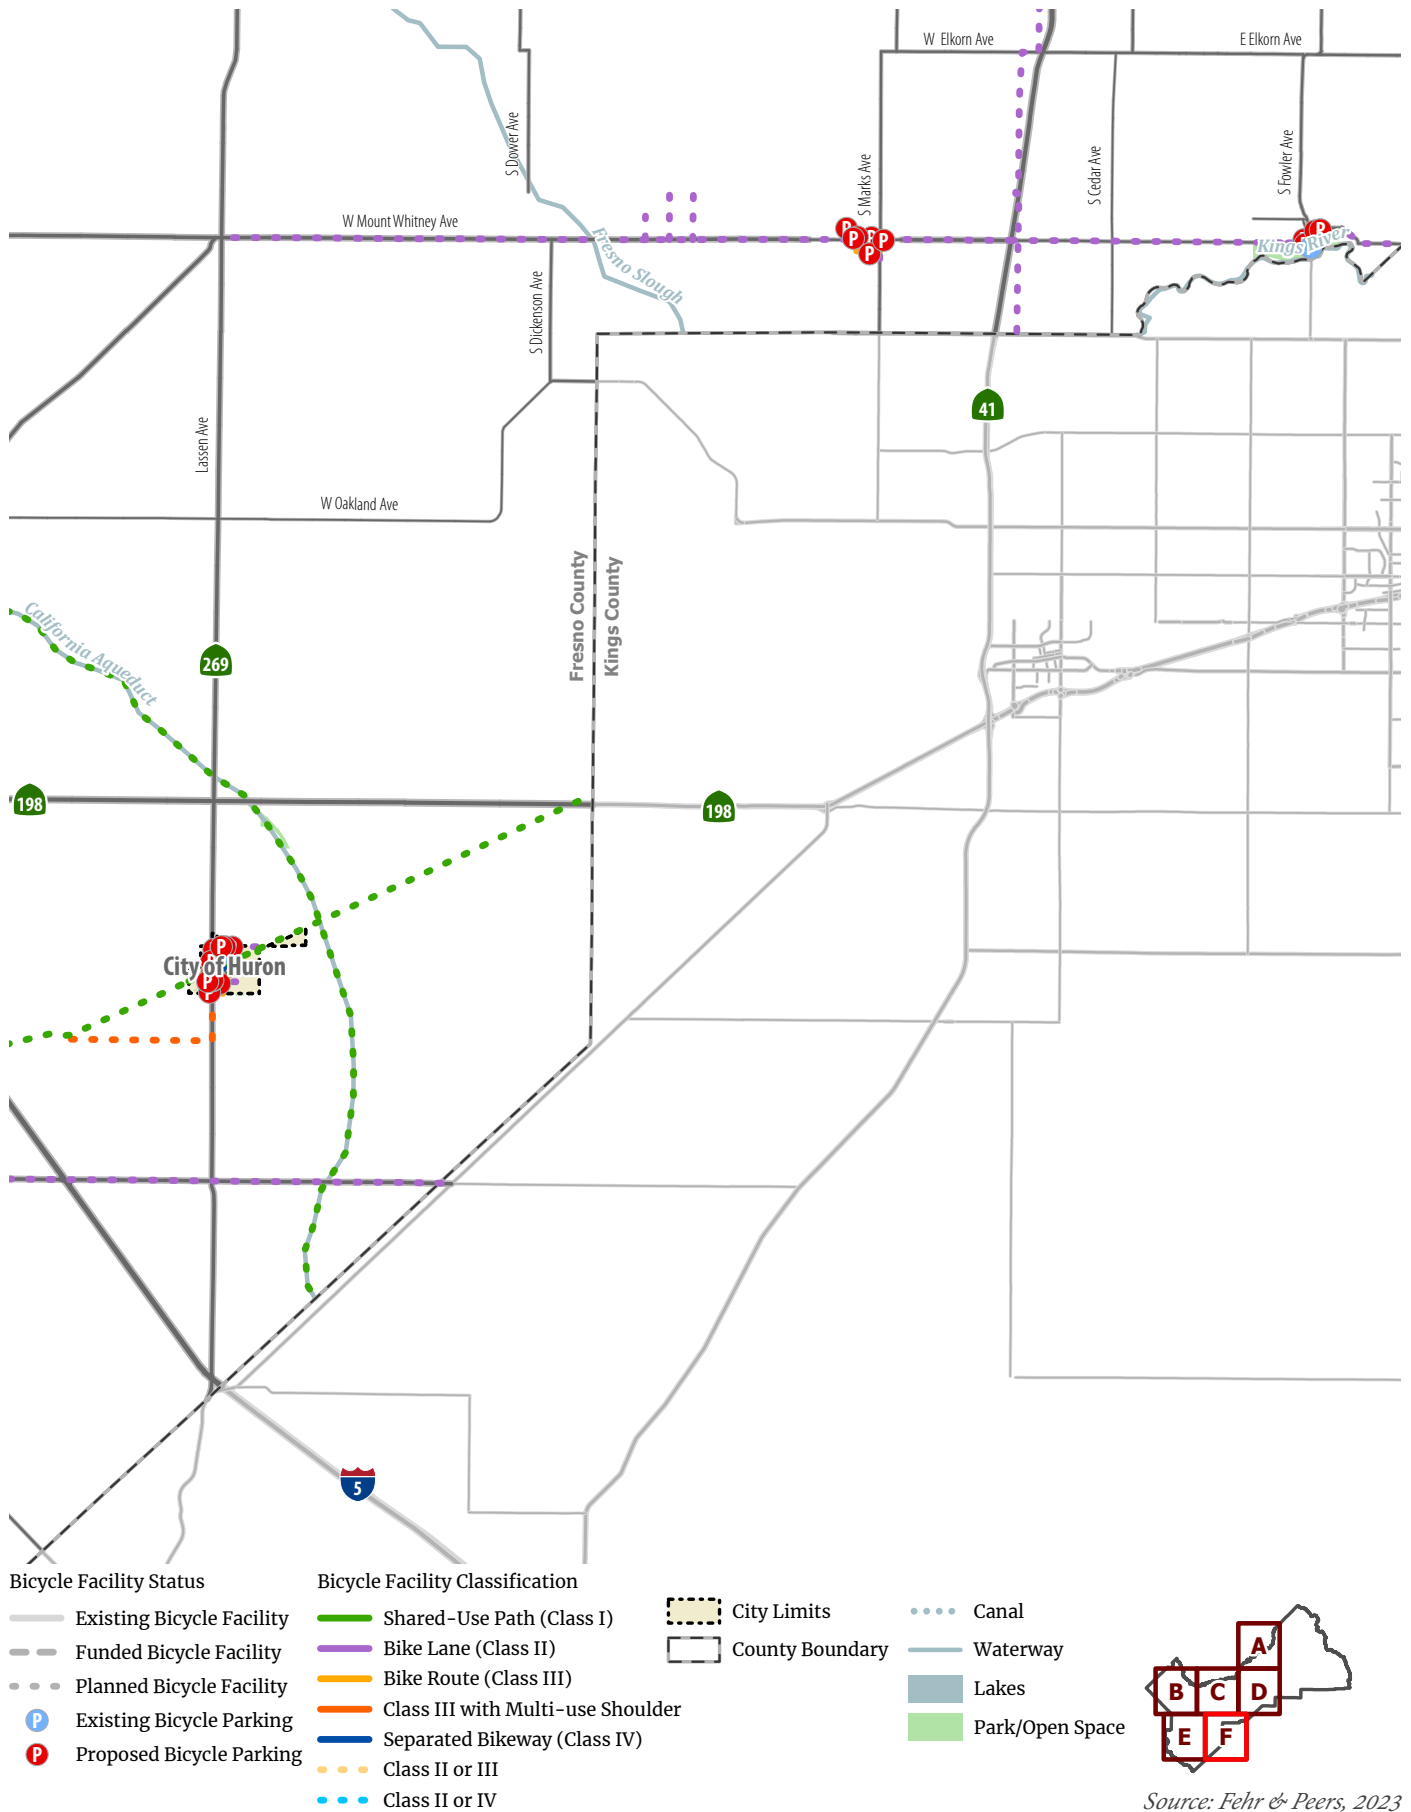 W Elkorn Ave
E Elkorn Ave
S Dower Ave
S Marks Ave
S Cedar Ave
S Fowler Ave
W Mount Whitney Ave
P
P
P
P
P
P
Kings River
Fresno Slough
S Dickenson Ave
41
Lassen Ave
W Oakland Ave
Fresno County
Kings County
California Aqueduct
269
198
198
P
City of Huron
P
P
5
Bicycle Facility Status
Existing Bicycle Facility
Funded Bicycle Facility
Planned Bicycle Facility
P Existing Bicycle Parking
P Proposed Bicycle Parking
Bicycle Facility Classification
Shared-Use Path (Class I)
Bike Lane (Class II)
Bike Route (Class III)
Class III with Multi-use Shoulder
Separated Bikeway (Class IV)
Class II or III
Class II or IV
City Limits
County Boundary
Canal
Waterway
Lakes
Park/Open Space
A
B C D
E F
Source: Fehr & Peers, 2023